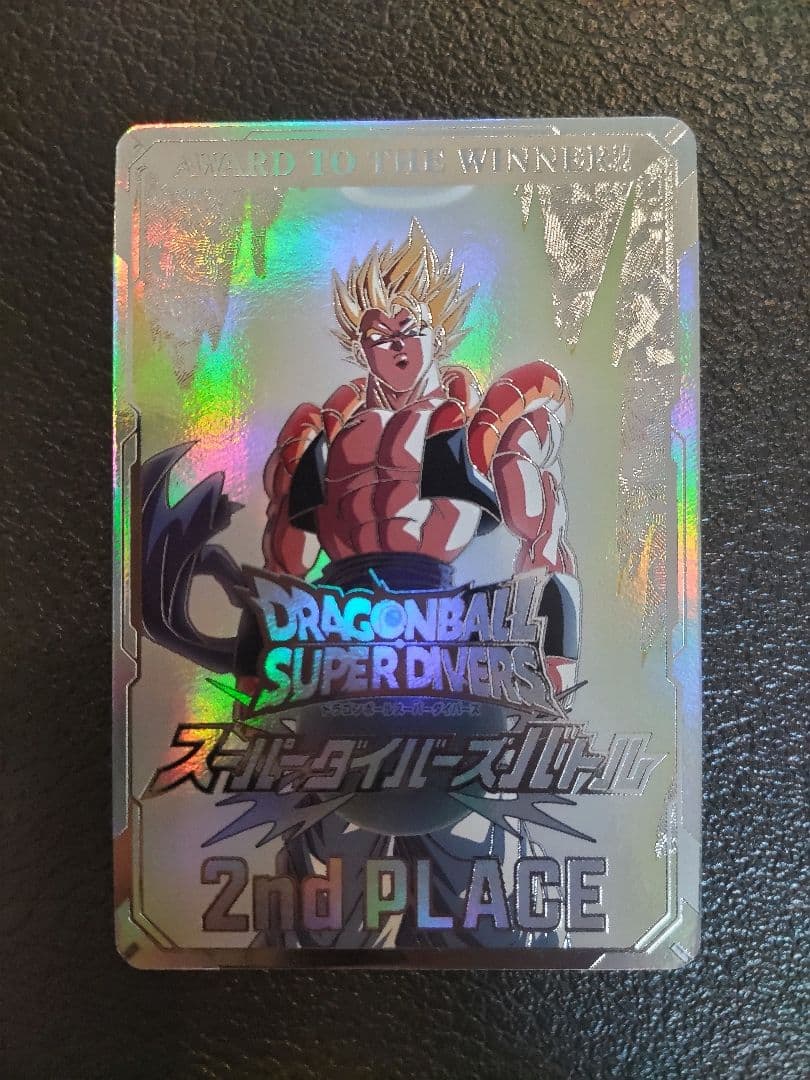 AWARD TO THE WINNER!!
DRAGONBALL
SUPER DIVERS
ドラゴンボールスーパーダイバーズ
スーパーダイバーズバトル
2nd PLACE